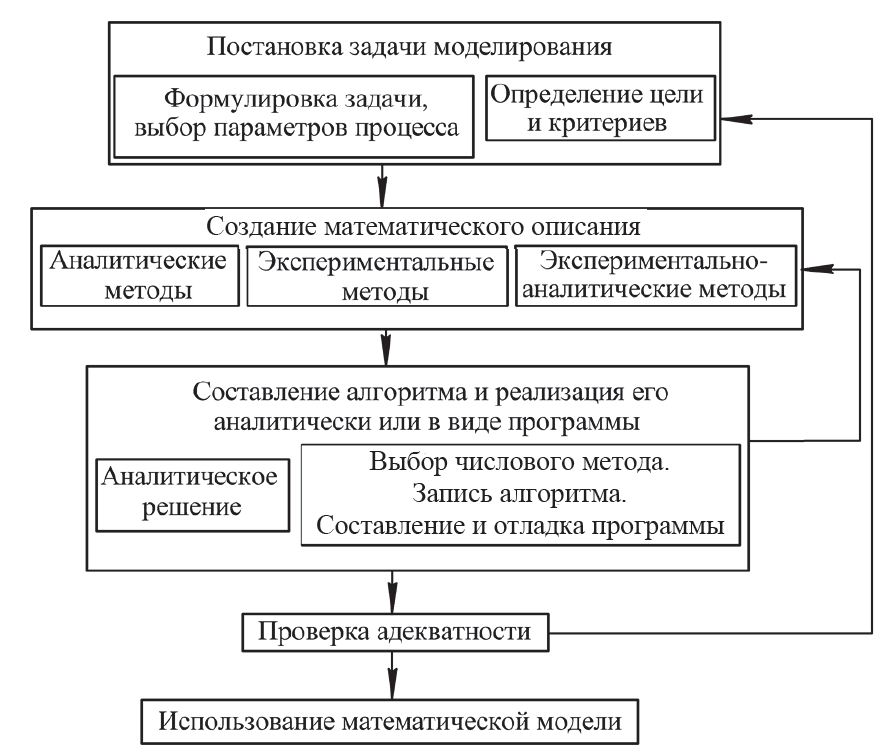 Постановка задачи моделирования
Формулировка задачи,
выбор параметров процесса
Определение цели
и критериев
Создание математического описания
Аналитические
методы
Экспериментальные
методы
Экспериментально-
аналитические методы
Составление алгоритма и реализация его
аналитически или в виде программы
Аналитическое
решение
Выбор числового метода.
Запись алгоритма.
Составление и отладка программы
Проверка адекватности
Использование математической модели